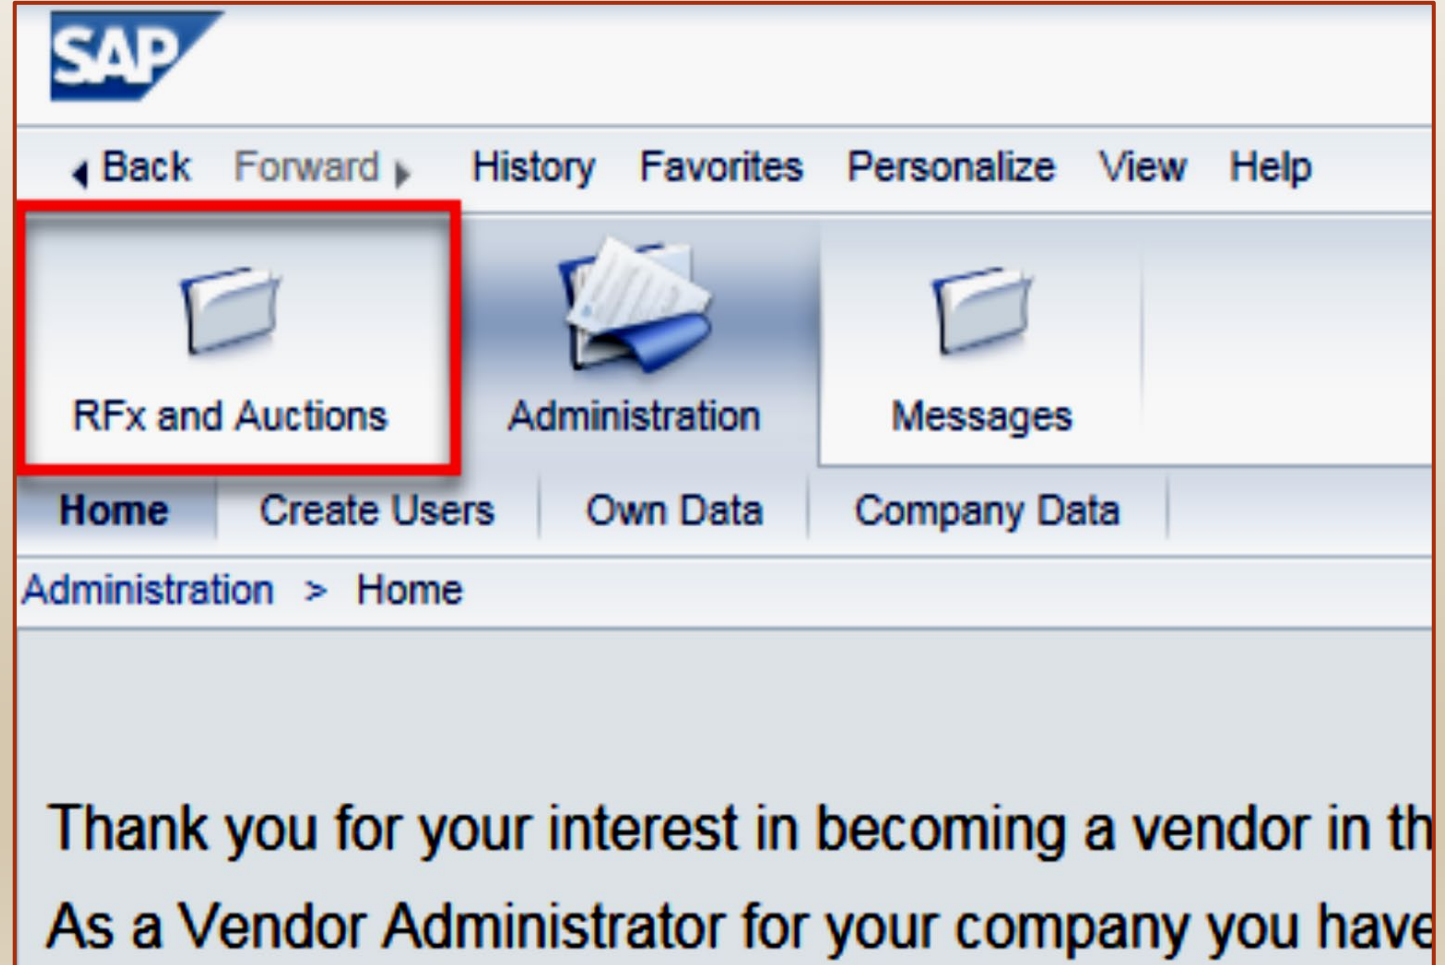 SAP
Back Forward History Favorites Personalize View Help
RFx and Auctions Administration Messages
Home Create Users Own Data Company Data
Administration > Home
Thank you for your interest in becoming a vendor in th
As a Vendor Administrator for your company you have